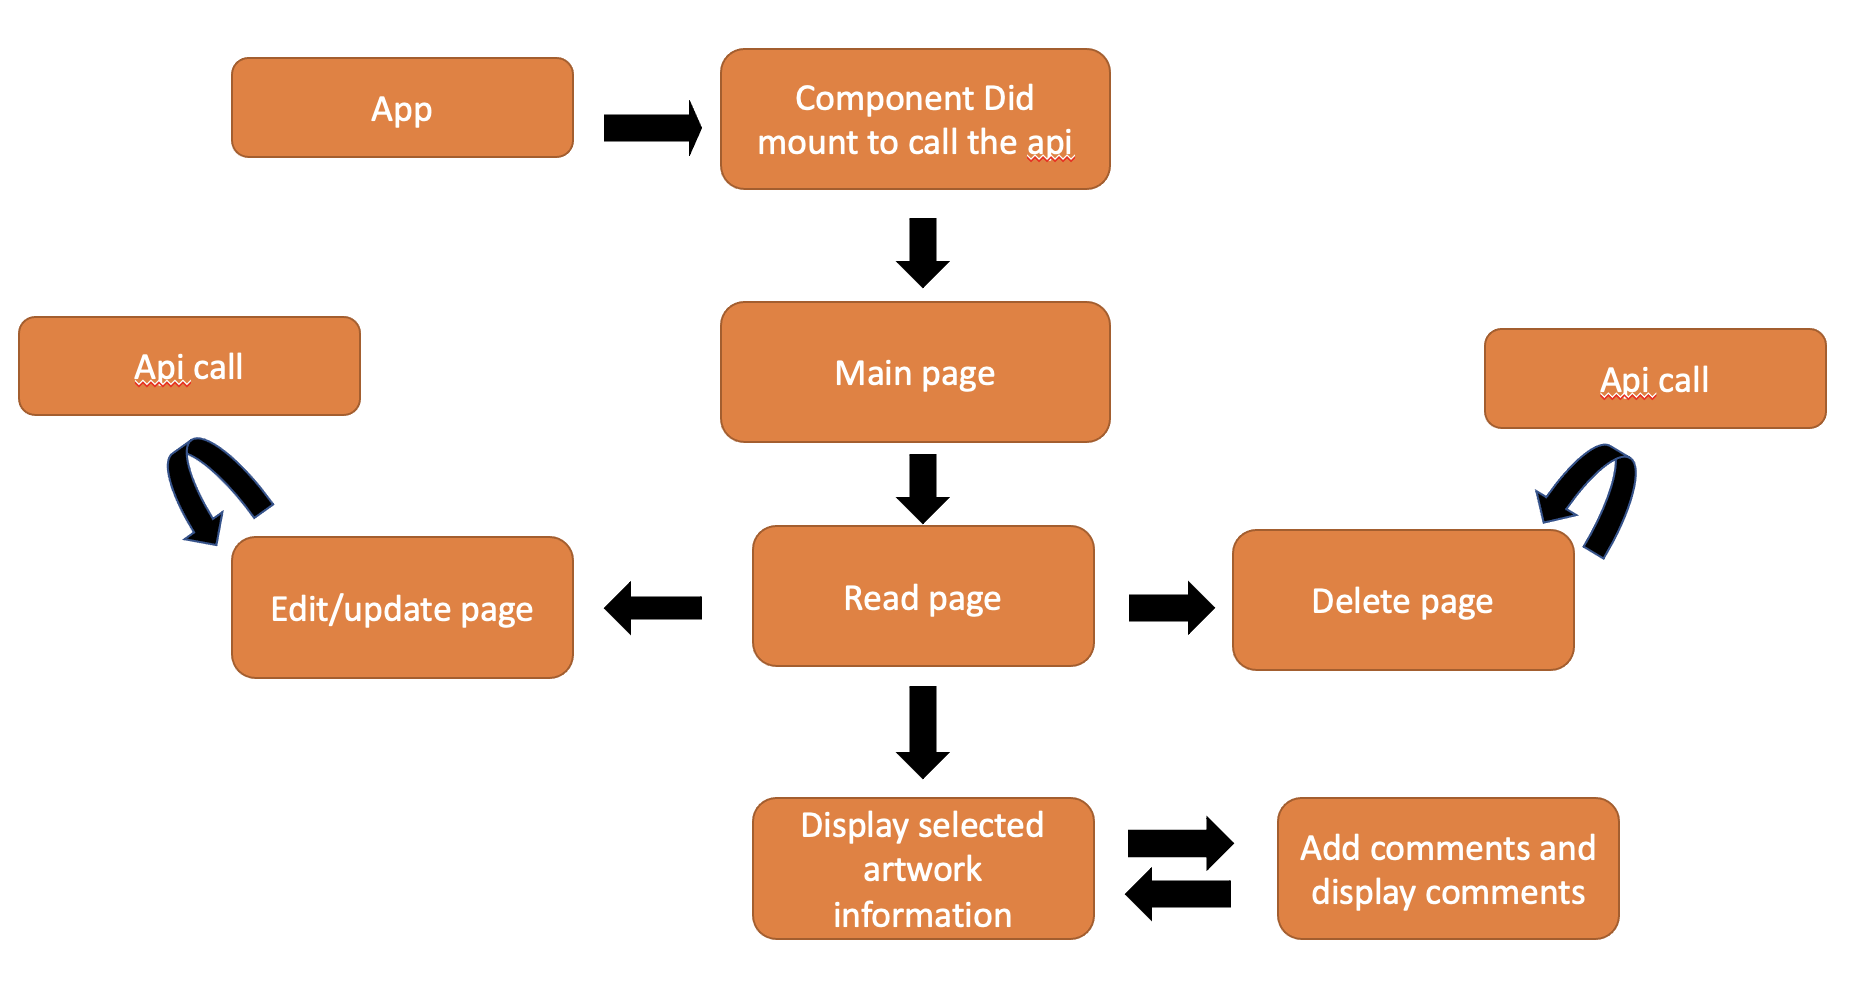 App
Component Did
mount to call the api
Api call
Main page
Api call
Edit/update page
Read page
Delete page
Display selected
artwork
information
Add comments and
display comments